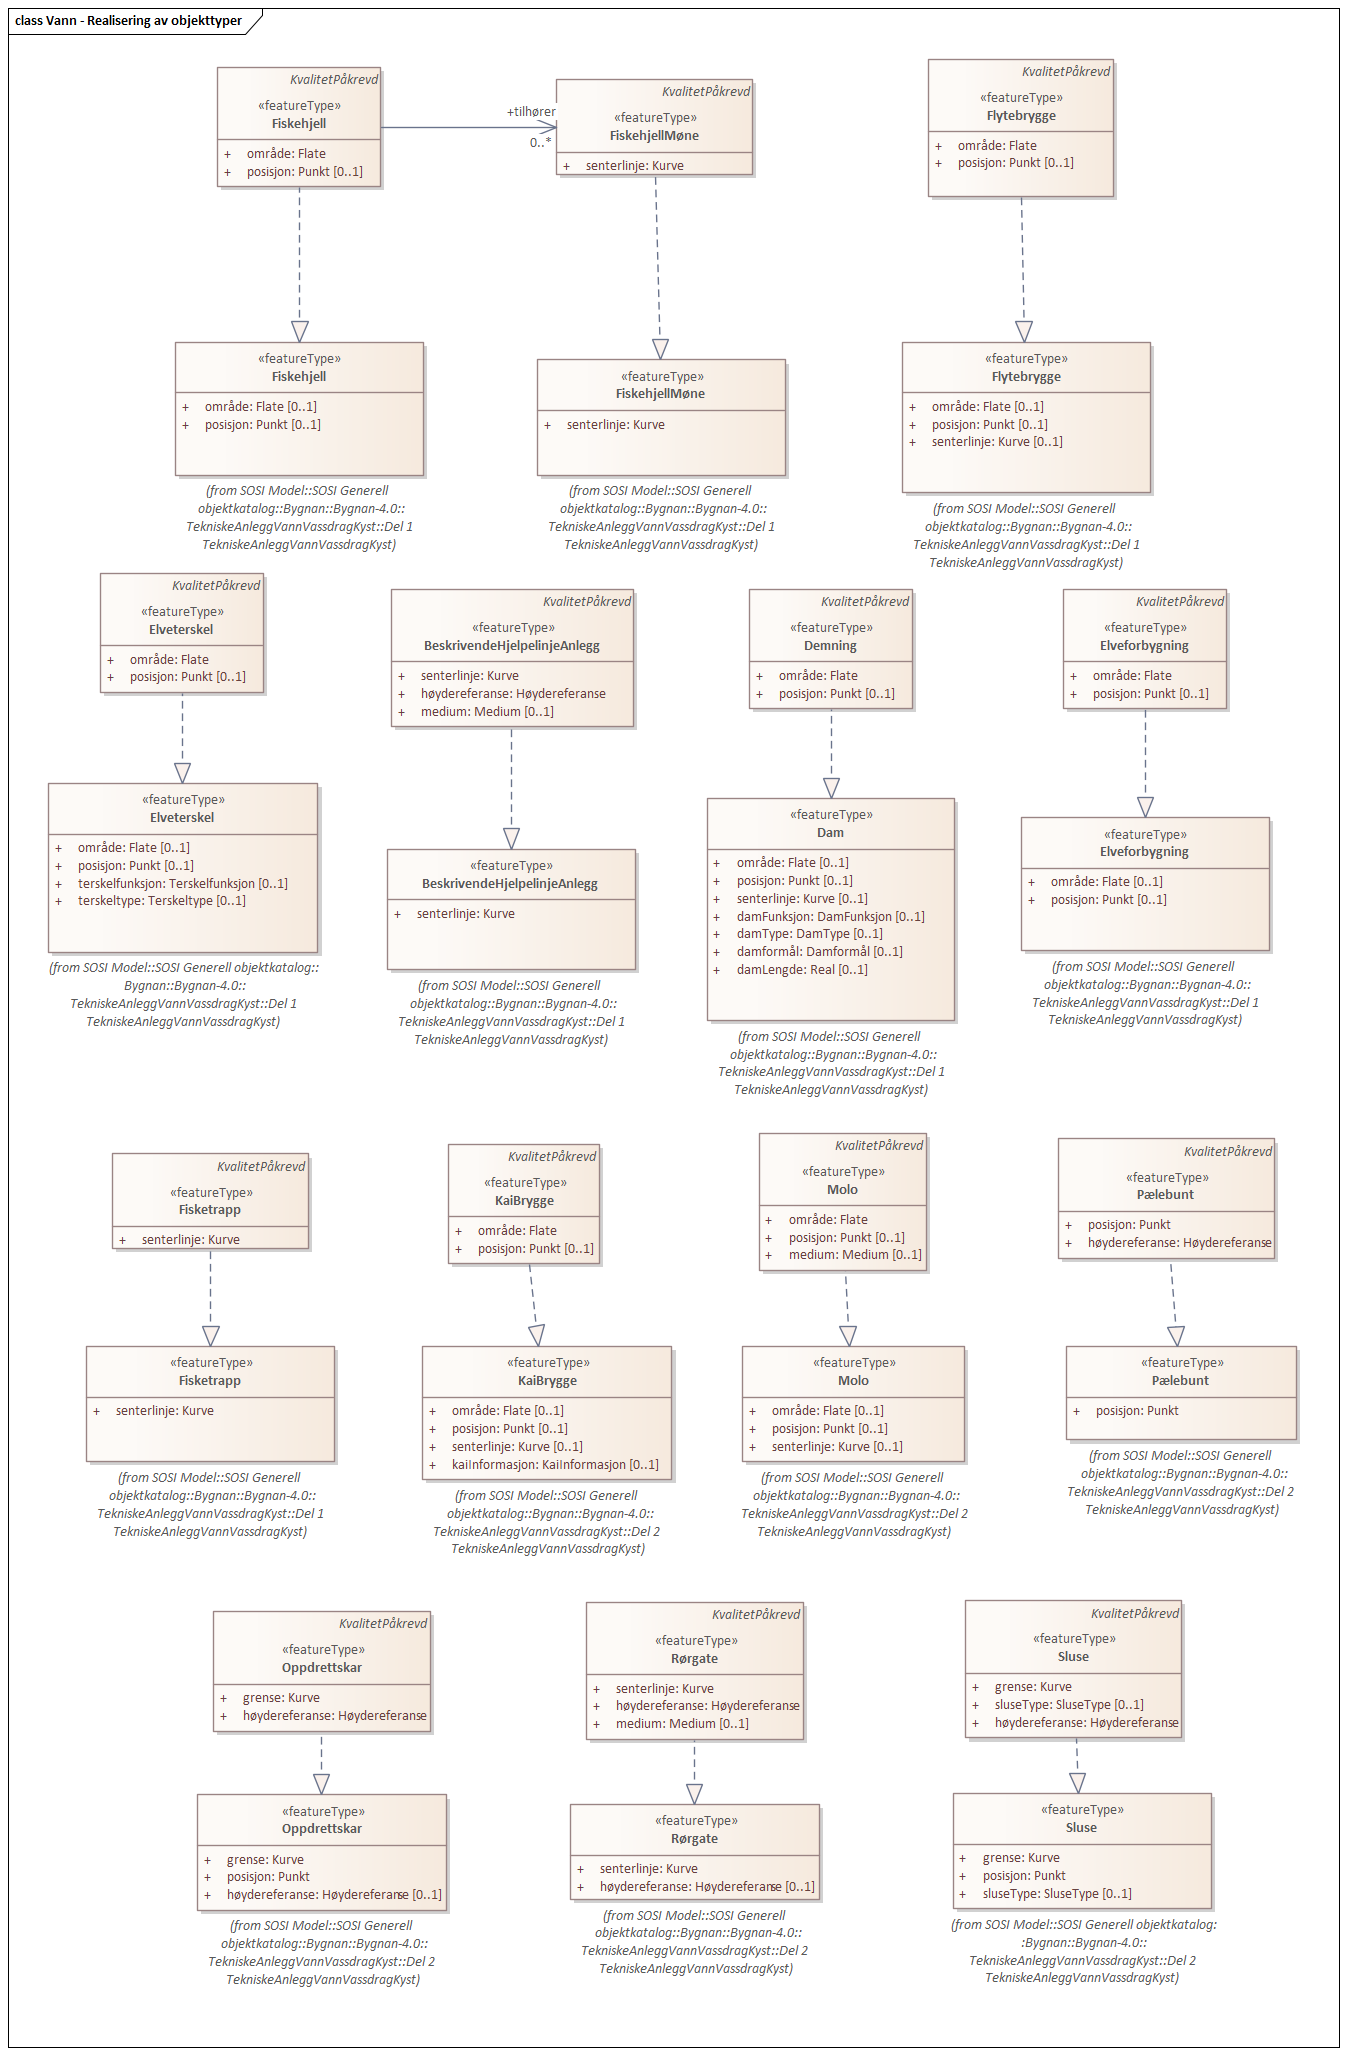 class Vann - Realisering av objekttyper
KvalitetPåkrevd
«featureType»
Fiskehjell
+ område: Flate
+ posisjon: Punkt [0..1]
+tilhører
0..*
KvalitetPåkrevd
«featureType»
FiskehjellMøne
+ senterlinje: Kurve
KvalitetPåkrevd
«featureType»
Flytebrygge
+ område: Flate
+ posisjon: Punkt [0..1]
«featureType»
Fiskehjell
+ område: Flate [0..1]
+ posisjon: Punkt [0..1]
(from SOSI Model::SOSI Generell
objektkatalog::Bygnan::Bygnan-4.0::
TekniskeAnleggVannVassdragKyst::Del 1
TekniskeAnleggVannVassdragKyst)
«featureType»
FiskehjellMøne
+ senterlinje: Kurve
(from SOSI Model::SOSI Generell
objektkatalog::Bygnan::Bygnan-4.0::
TekniskeAnleggVannVassdragKyst::Del 1
TekniskeAnleggVannVassdragKyst)
«featureType»
Flytebrygge
+ område: Flate [0..1]
+ posisjon: Punkt [0..1]
+ senterlinje: Kurve [0..1]
(from SOSI Model::SOSI Generell
objektkatalog::Bygnan::Bygnan-4.0::
TekniskeAnleggVannVassdragKyst::Del 1
TekniskeAnleggVannVassdragKyst)
KvalitetPåkrevd
«featureType»
Elveterskel
+ område: Flate
+ posisjon: Punkt [0..1]
KvalitetPåkrevd
«featureType»
BeskrivendeHjelpelinjeAnlegg
+ senterlinje: Kurve
+ høydereferanse: Høydereferanse
+ medium: Medium [0..1]
KvalitetPåkrevd
«featureType»
Demning
+ område: Flate
+ posisjon: Punkt [0..1]
KvalitetPåkrevd
«featureType»
Elveforbygning
+ område: Flate
+ posisjon: Punkt [0..1]
«featureType»
Elveterskel
+ område: Flate [0..1]
+ posisjon: Punkt [0..1]
+ terskelfunksjon: Terskelfunksjon [0..1]
+ terskeltype: Terskeltype [0..1]
(from SOSI Model::SOSI Generell objektkatalog::
Bygnan::Bygnan-4.0::
TekniskeAnleggVannVassdragKyst::Del 1
TekniskeAnleggVannVassdragKyst)
«featureType»
BeskrivendeHjelpelinjeAnlegg
+ senterlinje: Kurve
(from SOSI Model::SOSI Generell
objektkatalog::Bygnan::Bygnan-4.0::
TekniskeAnleggVannVassdragKyst::Del 1
TekniskeAnleggVannVassdragKyst)
«featureType»
Dam
+ område: Flate [0..1]
+ posisjon: Punkt [0..1]
+ senterlinje: Kurve [0..1]
+ damFunksjon: DamFunksjon [0..1]
+ damType: DamType [0..1]
+ damformål: Damformål [0..1]
+ damLengde: Real [0..1]
(from SOSI Model::SOSI Generell
objektkatalog::Bygnan::Bygnan-4.0::
TekniskeAnleggVannVassdragKyst::Del 1
TekniskeAnleggVannVassdragKyst)
«featureType»
Elveforbygning
+ område: Flate [0..1]
+ posisjon: Punkt [0..1]
(from SOSI Model::SOSI Generell
objektkatalog::Bygnan::Bygnan-4.0::
TekniskeAnleggVannVassdragKyst::Del 1
TekniskeAnleggVannVassdragKyst)
KvalitetPåkrevd
«featureType»
Fisketrapp
+ senterlinje: Kurve
KvalitetPåkrevd
«featureType»
KaiBrygge
+ område: Flate
+ posisjon: Punkt [0..1]
KvalitetPåkrevd
«featureType»
Molo
+ område: Flate
+ posisjon: Punkt [0..1]
+ medium: Medium [0..1]
KvalitetPåkrevd
«featureType»
Pælebunt
+ posisjon: Punkt
+ høydereferanse: Høydereferanse
«featureType»
Fisketrapp
+ senterlinje: Kurve
(from SOSI Model::SOSI Generell
objektkatalog::Bygnan::Bygnan-4.0::
TekniskeAnleggVannVassdragKyst::Del 1
TekniskeAnleggVannVassdragKyst)
«featureType»
KaiBrygge
+ område: Flate [0..1]
+ posisjon: Punkt [0..1]
+ senterlinje: Kurve [0..1]
+ kaiInformasjon: KaiInformasjon [0..1]
(from SOSI Model::SOSI Generell
objektkatalog::Bygnan::Bygnan-4.0::
TekniskeAnleggVannVassdragKyst::Del 2
TekniskeAnleggVannVassdragKyst)
«featureType»
Molo
+ område: Flate [0..1]
+ posisjon: Punkt [0..1]
+ senterlinje: Kurve [0..1]
(from SOSI Model::SOSI Generell
objektkatalog::Bygnan::Bygnan-4.0::
TekniskeAnleggVannVassdragKyst::Del 2
TekniskeAnleggVannVassdragKyst)
«featureType»
Pælebunt
+ posisjon: Punkt
(from SOSI Model::SOSI Generell
objektkatalog::Bygnan::Bygnan-4.0::
TekniskeAnleggVannVassdragKyst::Del 2
TekniskeAnleggVannVassdragKyst)
KvalitetPåkrevd
«featureType»
Oppdrettskar
+ grense: Kurve
+ høydereferanse: Høydereferanse
KvalitetPåkrevd
«featureType»
Rørgate
+ senterlinje: Kurve
+ høydereferanse: Høydereferanse
+ medium: Medium [0..1]
KvalitetPåkrevd
«featureType»
Sluse
+ grense: Kurve
+ sluseType: SluseType [0..1]
+ høydereferanse: Høydereferanse
«featureType»
Oppdrettskar
+ grense: Kurve
+ posisjon: Punkt
+ høydereferanse: Høydereferanse [0..1]
(from SOSI Model::SOSI Generell
objektkatalog::Bygnan::Bygnan-4.0::
TekniskeAnleggVannVassdragKyst::Del 2
TekniskeAnleggVannVassdragKyst)
«featureType»
Rørgate
+ senterlinje: Kurve
+ høydereferanse: Høydereferanse [0..1]
(from SOSI Model::SOSI Generell
objektkatalog::Bygnan::Bygnan-4.0::
TekniskeAnleggVannVassdragKyst::Del 2
TekniskeAnleggVannVassdragKyst)
«featureType»
Sluse
+ grense: Kurve
+ posisjon: Punkt
+ sluseType: SluseType [0..1]
(from SOSI Model::SOSI Generell objektkatalog:
:Bygnan::Bygnan-4.0::
TekniskeAnleggVannVassdragKyst::Del 2
TekniskeAnleggVannVassdragKyst)